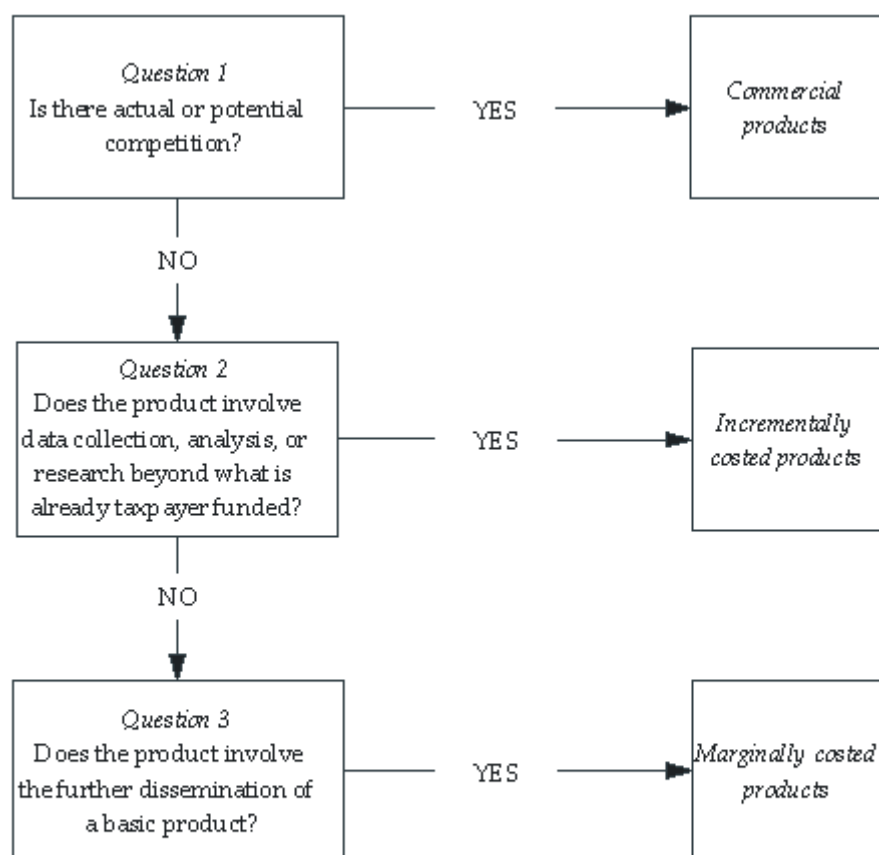 Question 1
Is there actual or potential
competition?
YES
Commercial
products
NO
Question 2
Does the product involve
data collection, analysis, or
research beyond what is
already taxpayer funded?
YES
Incrementally
costed products
NO
Question 3
Does the product involve
the further dissemination of
a basic product?
YES
Marginally costed
products